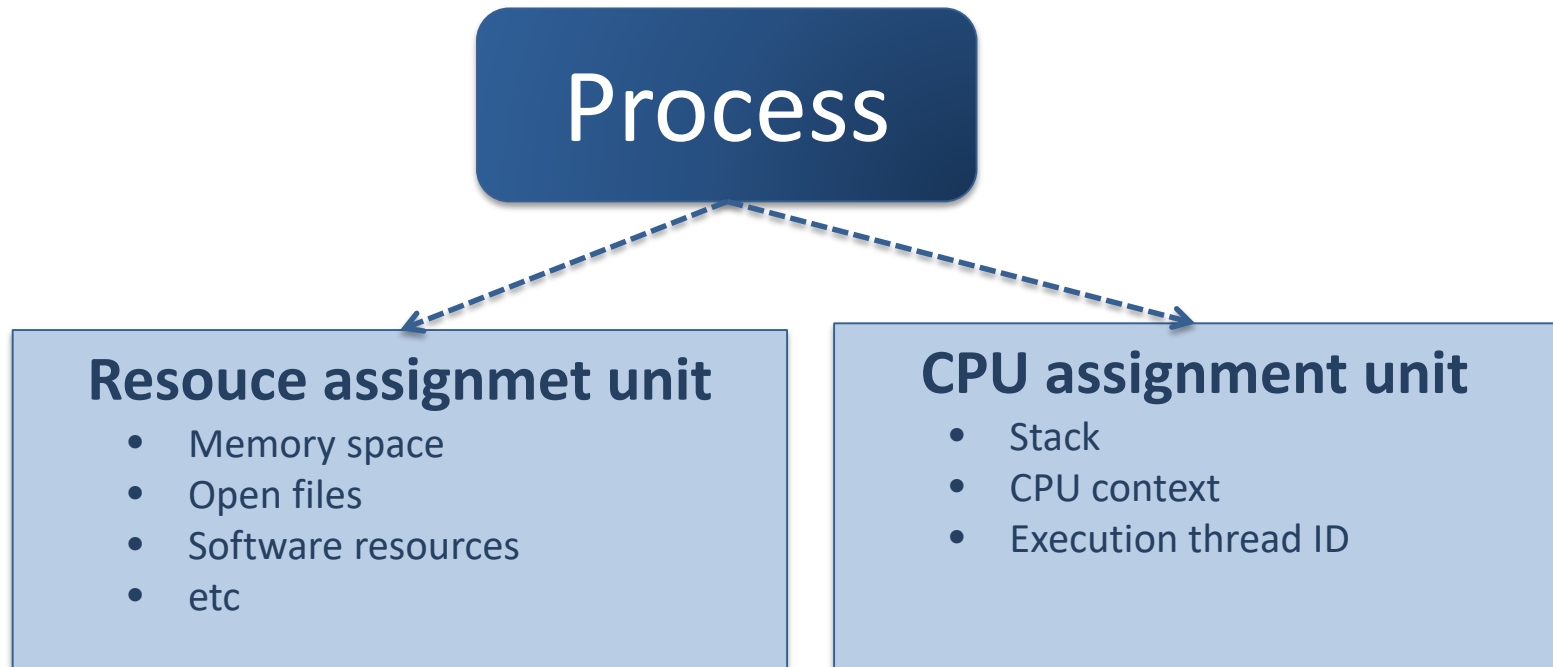 Process
Resouce assignmet unit
• Memory space
• Open files
• Software resources
• etc
CPU assignment unit
• Stack
• CPU context
• Execution thread ID